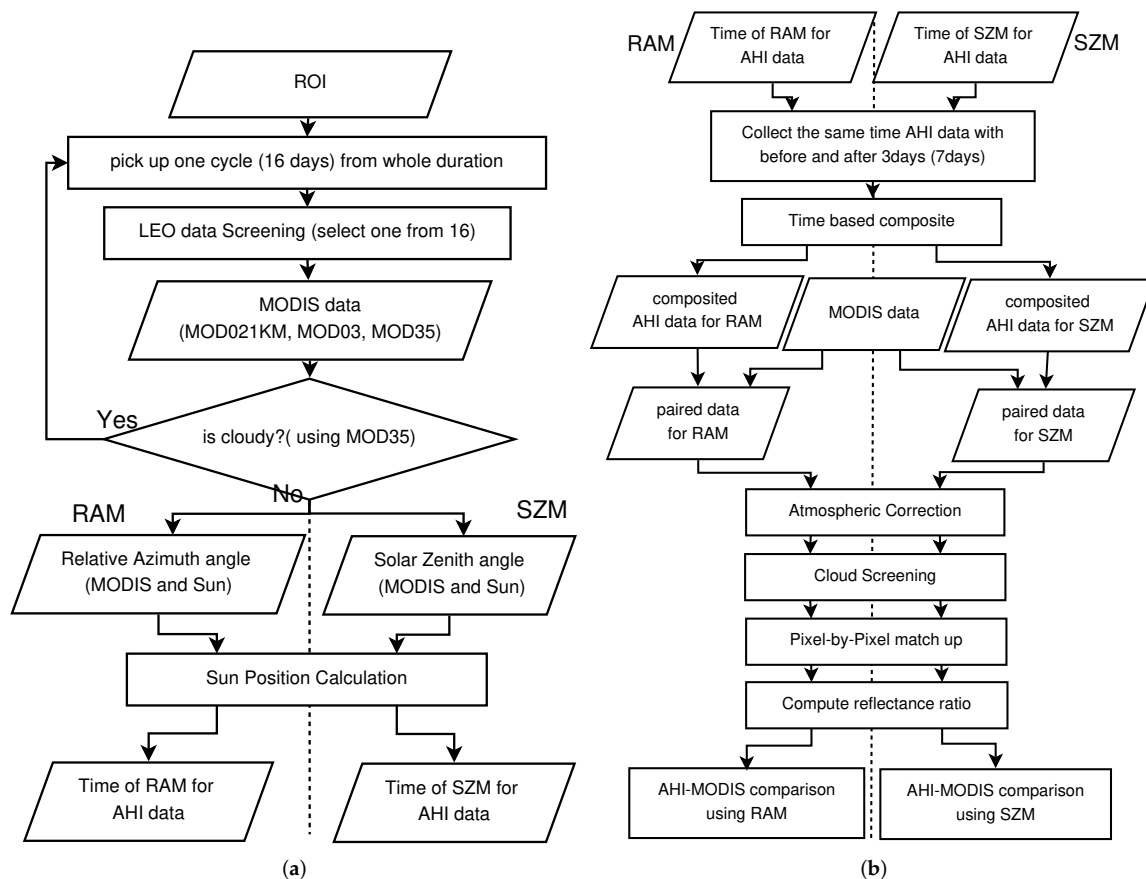 ROI
pick up one cycle (16 days) from whole duration
LEO data Screening (select one from 16)
MODIS data
(MOD021KM, MOD03, MOD35)
Yes
is cloudy?( using MOD35)
No
RAM
SZM
Relative Azimuth angle
(MODIS and Sun)
Solar Zenith angle
(MODIS and Sun)
Sun Position Calculation
Time of RAM for
AHI data
Time of SZM for
AHI data
(a)
RAM
Time of RAM for
AHI data
Time of SZM for
AHI data
SZM
Collect the same time AHI data with
before and after 3days (7days)
Time based composite
composited
AHI data for RAM
MODIS data
composited
AHI data for SZM
paired data
for RAM
paired data
for SZM
Atmospheric Correction
Cloud Screening
Pixel-by-Pixel match up
Compute reflectance ratio
AHI-MODIS comparison
using RAM
AHI-MODIS comparison
using SZM
(b)